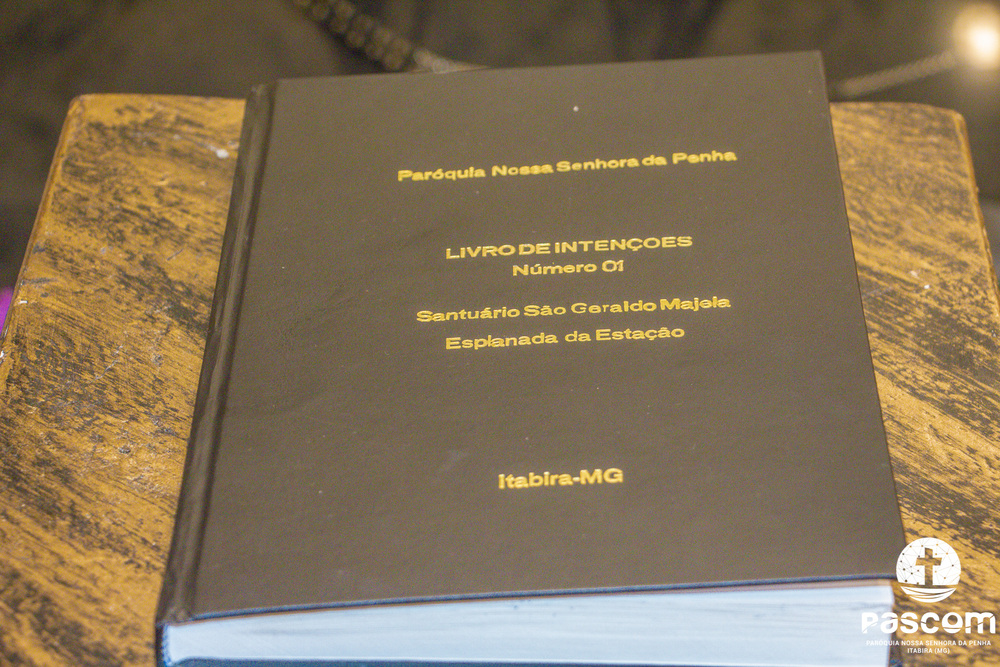 Paróquia Nossa Senhora da Penha
LIVRO DE INTENÇOES
Número 01
Santuário São Geraldo Majela
Esplanada da Estação
Itabira-MG
Pascom
PARÓQUIA NOSSA SENHORA DA PENHA
ITABIRA (MG)